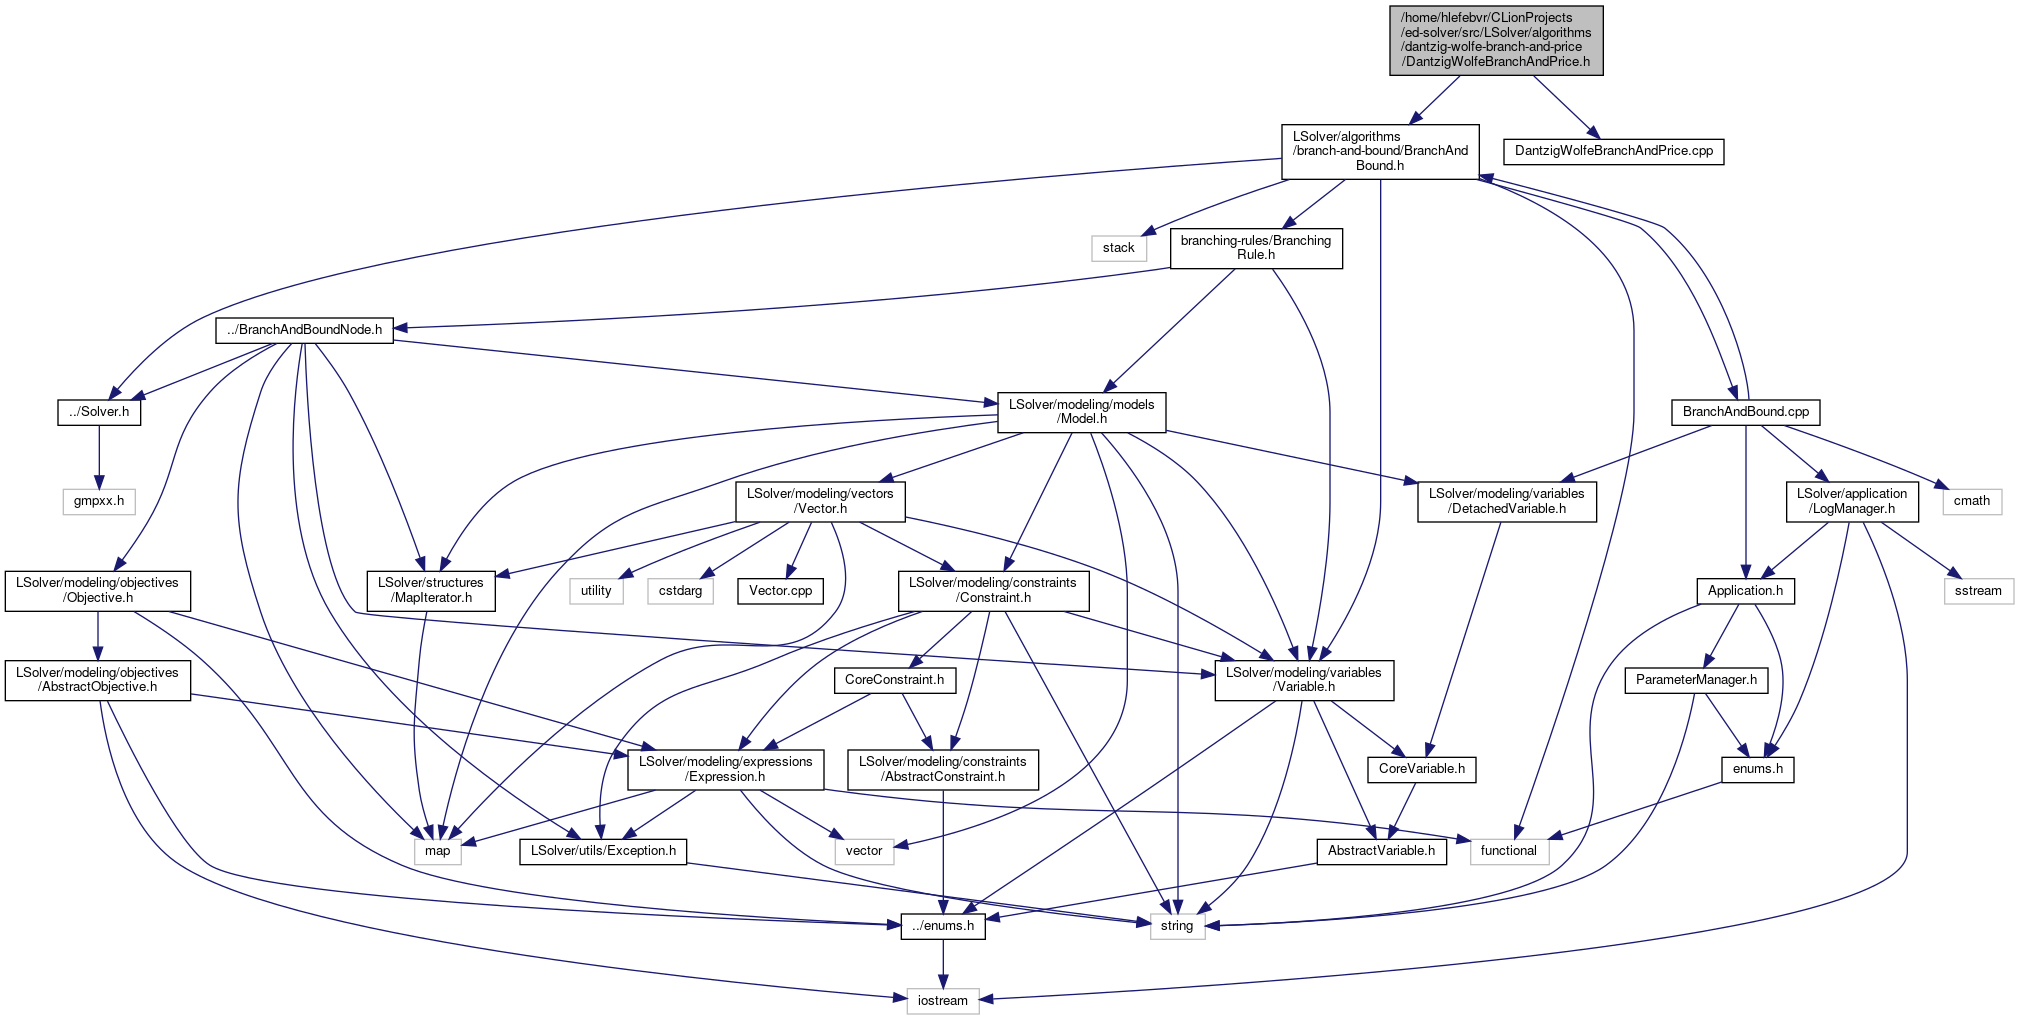 /home/hlefebvr/CLionProjects
/ed-solver/src/LSolver/algorithms
/dantzig-wolfe-branch-and-price
/DantzigWolfeBranchAndPrice.h
LSolver/algorithms
/branch-and-bound/BranchAnd
Bound.h
DantzigWolfeBranchAndPrice.cpp
stack
branching-rules/Branching
Rule.h
../BranchAndBoundNode.h
../Solver.h
LSolver/modeling/models
/Model.h
BranchAndBound.cpp
gmpxx.h
LSolver/modeling/vectors
/Vector.h
LSolver/modeling/variables
/DetachedVariable.h
LSolver/application
/LogManager.h
cmath
LSolver/modeling/objectives
/Objective.h
LSolver/structures
/MapIterator.h
utility
cstdarg
Vector.cpp
LSolver/modeling/constraints
/Constraint.h
Application.h
sstream
LSolver/modeling/objectives
/AbstractObjective.h
CoreConstraint.h
LSolver/modeling/variables
/Variable.h
ParameterManager.h
LSolver/modeling/expressions
/Expression.h
LSolver/modeling/constraints
/AbstractConstraint.h
CoreVariable.h
enums.h
map
LSolver/utils/Exception.h
vector
AbstractVariable.h
functional
../enums.h
string
iostream